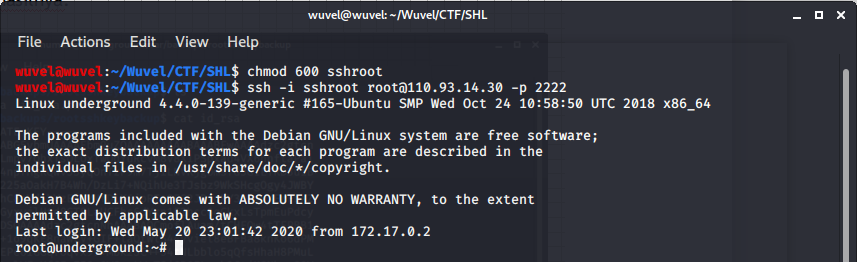 wuvel@wuvel: ~/Wuvel/CTF/SHL
File Actions Edit View Help
wuvel@wuvel:~/Wuvel/CTF/SHL$ chmod 600 sshroot
wuvel@wuvel:~/Wuvel/CTF/SHL$ ssh -i sshroot root@110.93.14.30 -p 2222
Linux underground 4.4.0-139-generic #165-Ubuntu SMP Wed Oct 24 10:58:50 UTC 2018 x86_64
The programs included with the Debian GNU/Linux system are free software;
the exact distribution terms for each program are described in the
individual files in /usr/share/doc/*/copyright.
Debian GNU/Linux comes with ABSOLUTELY NO WARRANTY, to the extent
permitted by applicable law.
Last login: Wed May 20 23:01:42 2020 from 172.17.0.2
root@underground:~#